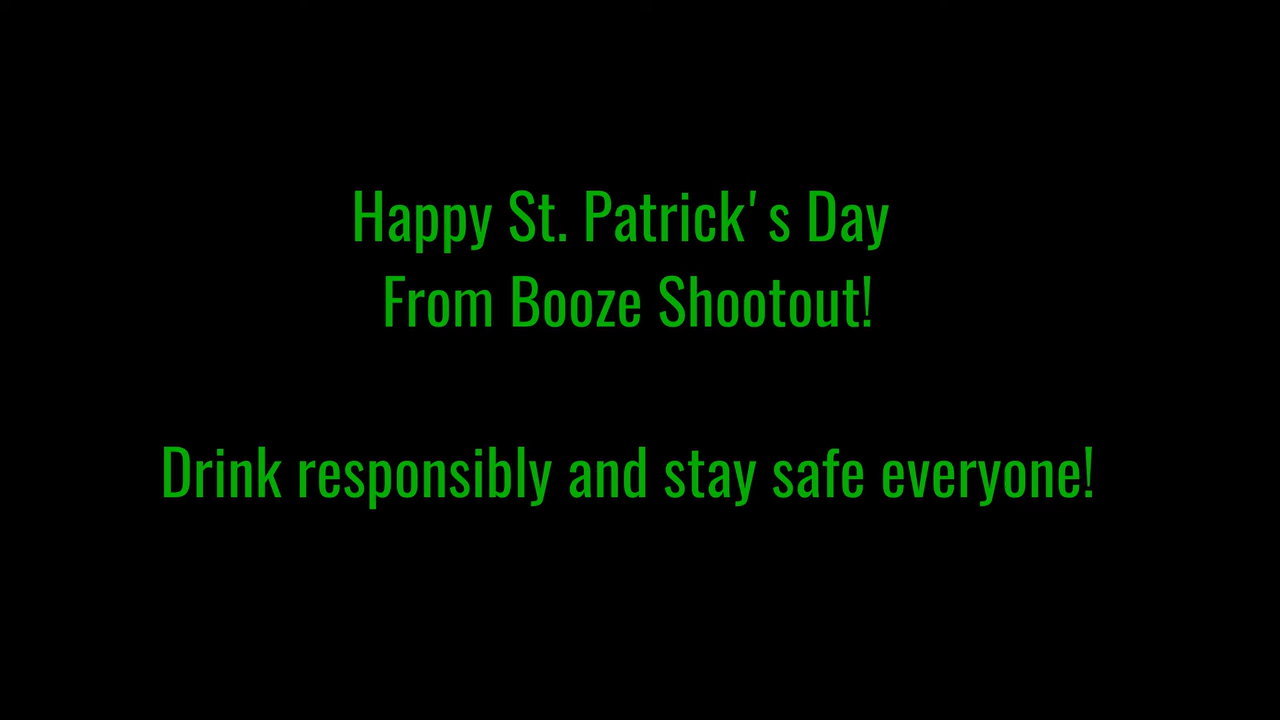 Happy St. Patrick's Day
From Booze Shootout!
Drink responsibly and stay safe everyone!